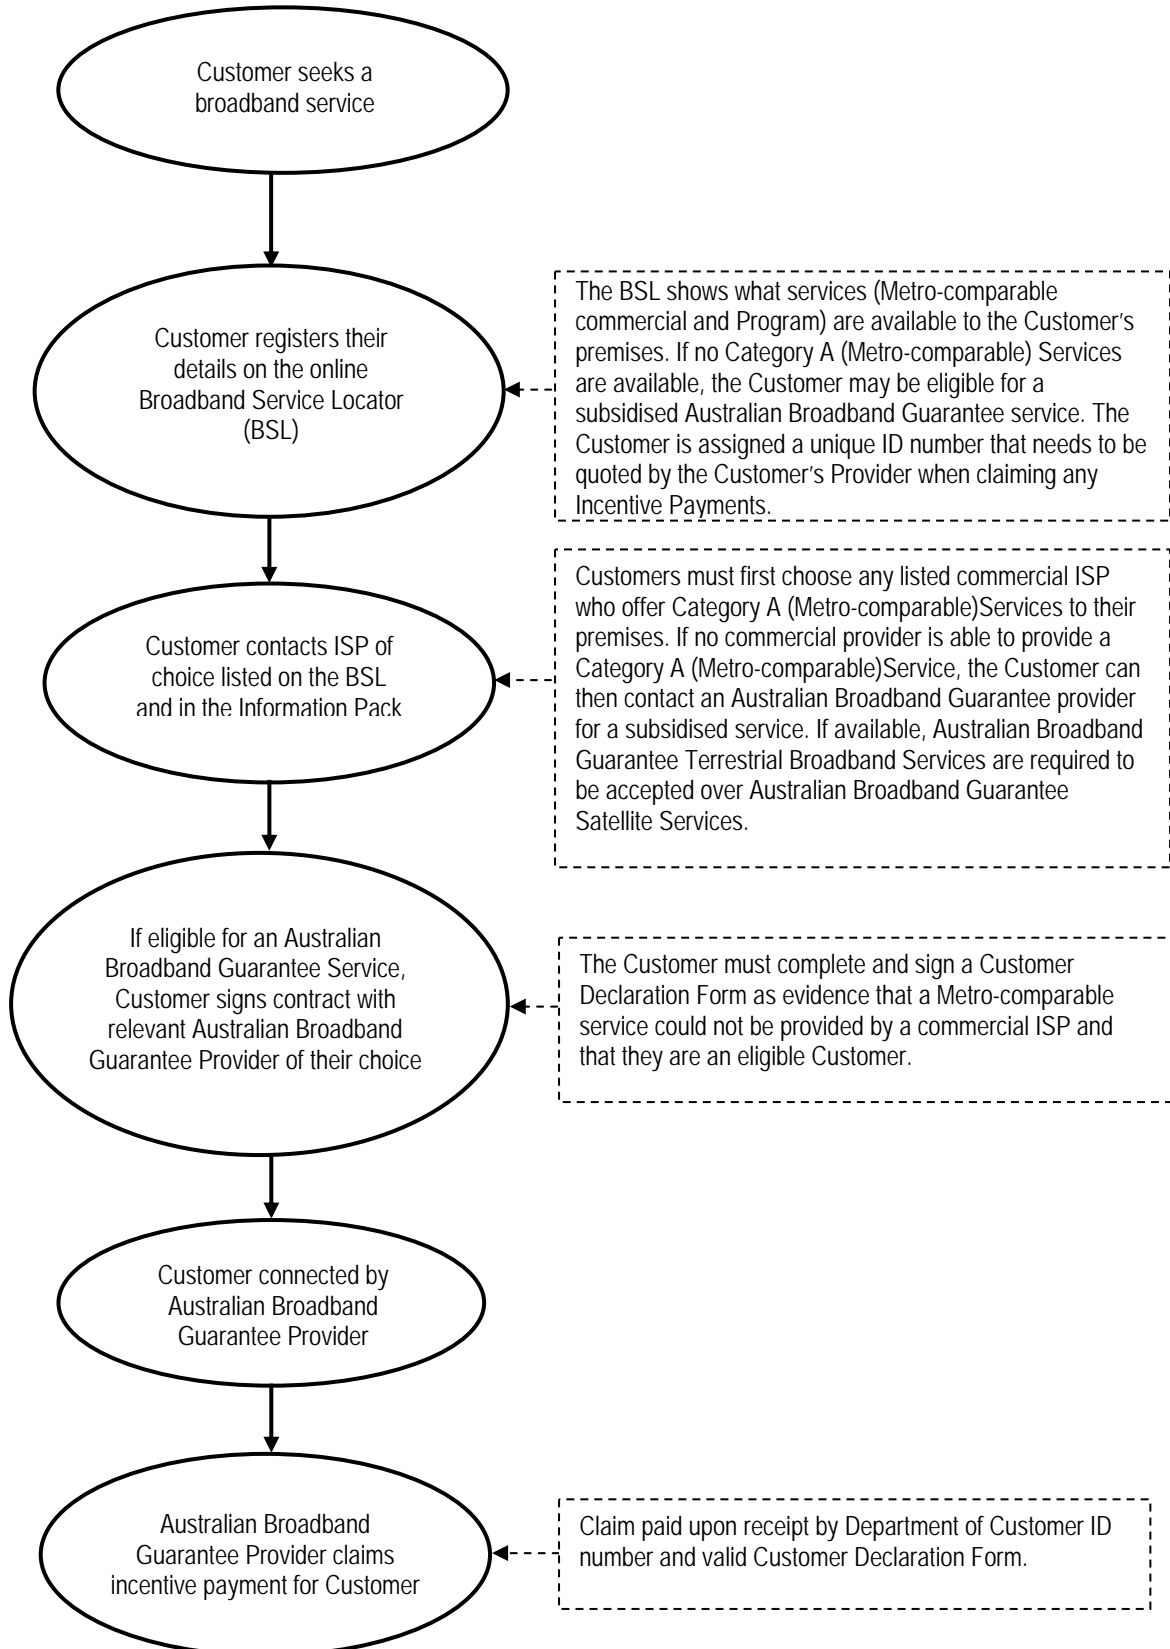 Customer seeks a
broadband service
Customer registers their
details on the online
Broadband Service Locator
(BSL)
The BSL shows what services (Metro-comparable
commercial and Program) are available to the Customer's
premises. If no Category A (Metro-comparable) Services
are available, the Customer may be eligible for a
subsidised Australian Broadband Guarantee service. The
Customer is assigned a unique ID number that needs to be
quoted by the Customer's Provider when claiming any
Incentive Payments.
Customer contacts ISP of
choice listed on the BSL
and in the Information Pack
Customers must first choose any listed commercial ISP
who offer Category A (Metro-comparable)Services to their
premises. If no commercial provider is able to provide a
Category A (Metro-comparable)Service, the Customer can
then contact an Australian Broadband Guarantee provider
for a subsidised service. If available, Australian Broadband
Guarantee Terrestrial Broadband Services are required to
be accepted over Australian Broadband Guarantee
Satellite Services.
If eligible for an Australian
Broadband Guarantee Service,
Customer signs contract with
relevant Australian Broadband
Guarantee Provider of their choice
The Customer must complete and sign a Customer
Declaration Form as evidence that a Metro-comparable
service could not be provided by a commercial ISP and
that they are an eligible Customer.
Customer connected by
Australian Broadband
Guarantee Provider
Australian Broadband
Guarantee Provider claims
incentive payment for Customer
Claim paid upon receipt by Department of Customer ID
number and valid Customer Declaration Form.